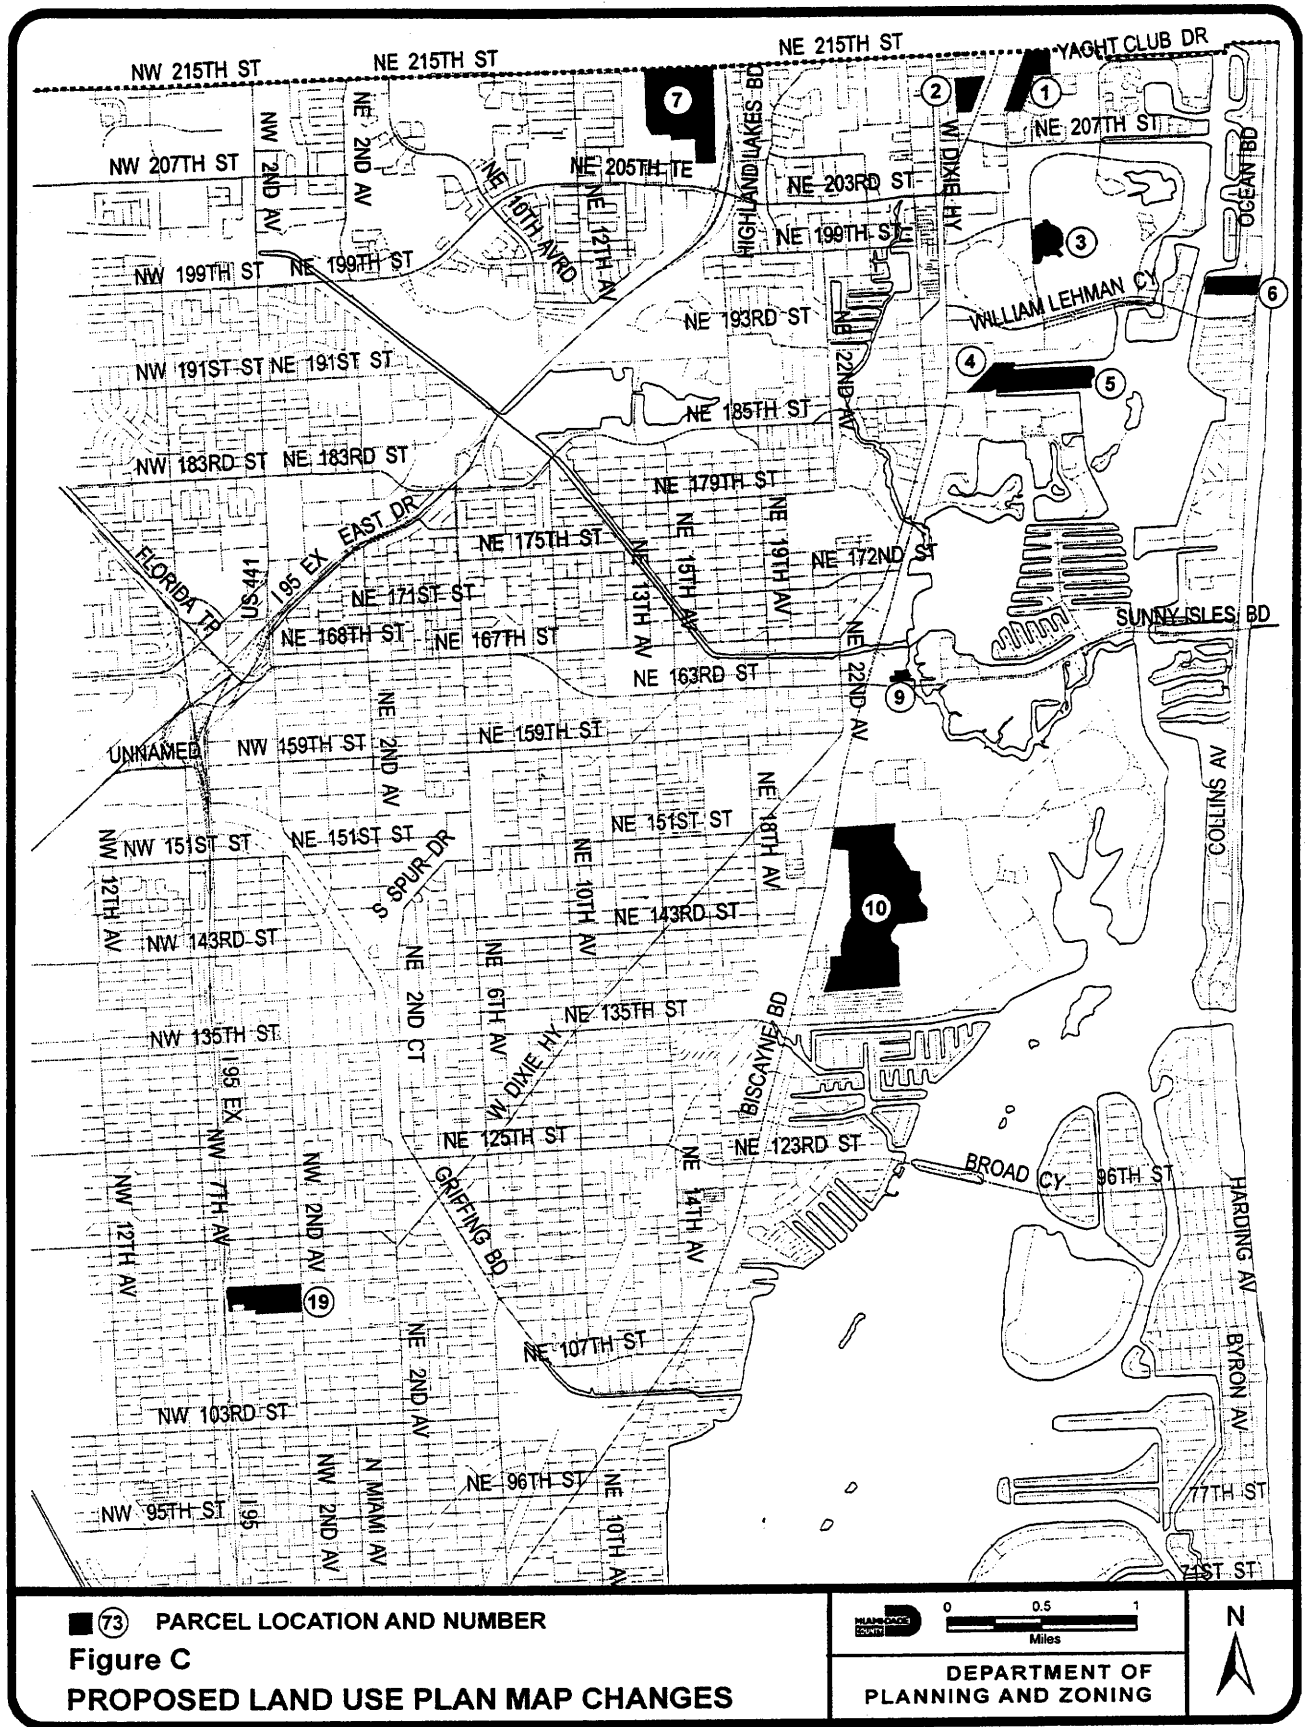 NW 215TH ST
NE 215TH ST
NE 215TH ST
YACHT CLUB DR
7
2
1
NE 207TH ST
NW 2ND AV
NE 2ND AV
HIGHLAND LAKES BD
W DIXIE HY
OCEAN BD
NW 207TH ST
NE 205TH TE
NE 203RD ST
NE 10TH AVRD
NE 12TH AV
NE 199TH ST
3
NW 199TH ST
NE 199TH ST
WILLIAM LEHMAN CY
6
NE 193RD ST
NE 22ND AV
NW 191ST ST
NE 191ST ST
4
5
NE 185TH ST
NW 183RD ST
NE 183RD ST
NE 179TH ST
EAST DR
NE 175TH ST
NE 15TH AV
NE 19TH AV
NE 172ND ST
FLORIDA TR
US 441
I 95 EX
NE 171ST ST
NE 13TH AV
SUNNY ISLES BD
NE 168TH ST
NE 167TH ST
NE 22ND AV
NE 163RD ST
9
NE 2ND AV
UNNAMED
NW 159TH ST
NE 159TH ST
COLLINS AV
NE 18TH AV
NE 151ST ST
NW 12TH AV
NW 151ST ST
NE 151ST ST
S SPUR DR
NE 10TH AV
10
NE 143RD ST
NW 143RD ST
NE 2ND CT
NE 6TH AV
NE 135TH ST
BISCAYNE BD
NW 135TH ST
I 95 EX
W DIXIE HY
NE 125TH ST
NE 123RD ST
NW 7TH AV
NW 2ND AV
NE 14TH AV
BROAD CY
96TH ST
NW 12TH AV
GRIFFING BD
HARDING AV
19
NE 2ND AV
NE 107TH ST
BYRON AV
NW 103RD ST
NW 2ND AV
N MIAMI AV
NE 96TH ST
NE 10TH AV
NW 95TH ST
I 95
77TH ST
71ST ST
73 PARCEL LOCATION AND NUMBER
Figure C
PROPOSED LAND USE PLAN MAP CHANGES
MIAMI-DADE
COUNTY
0 0.5 1
Miles
DEPARTMENT OF
PLANNING AND ZONING
N